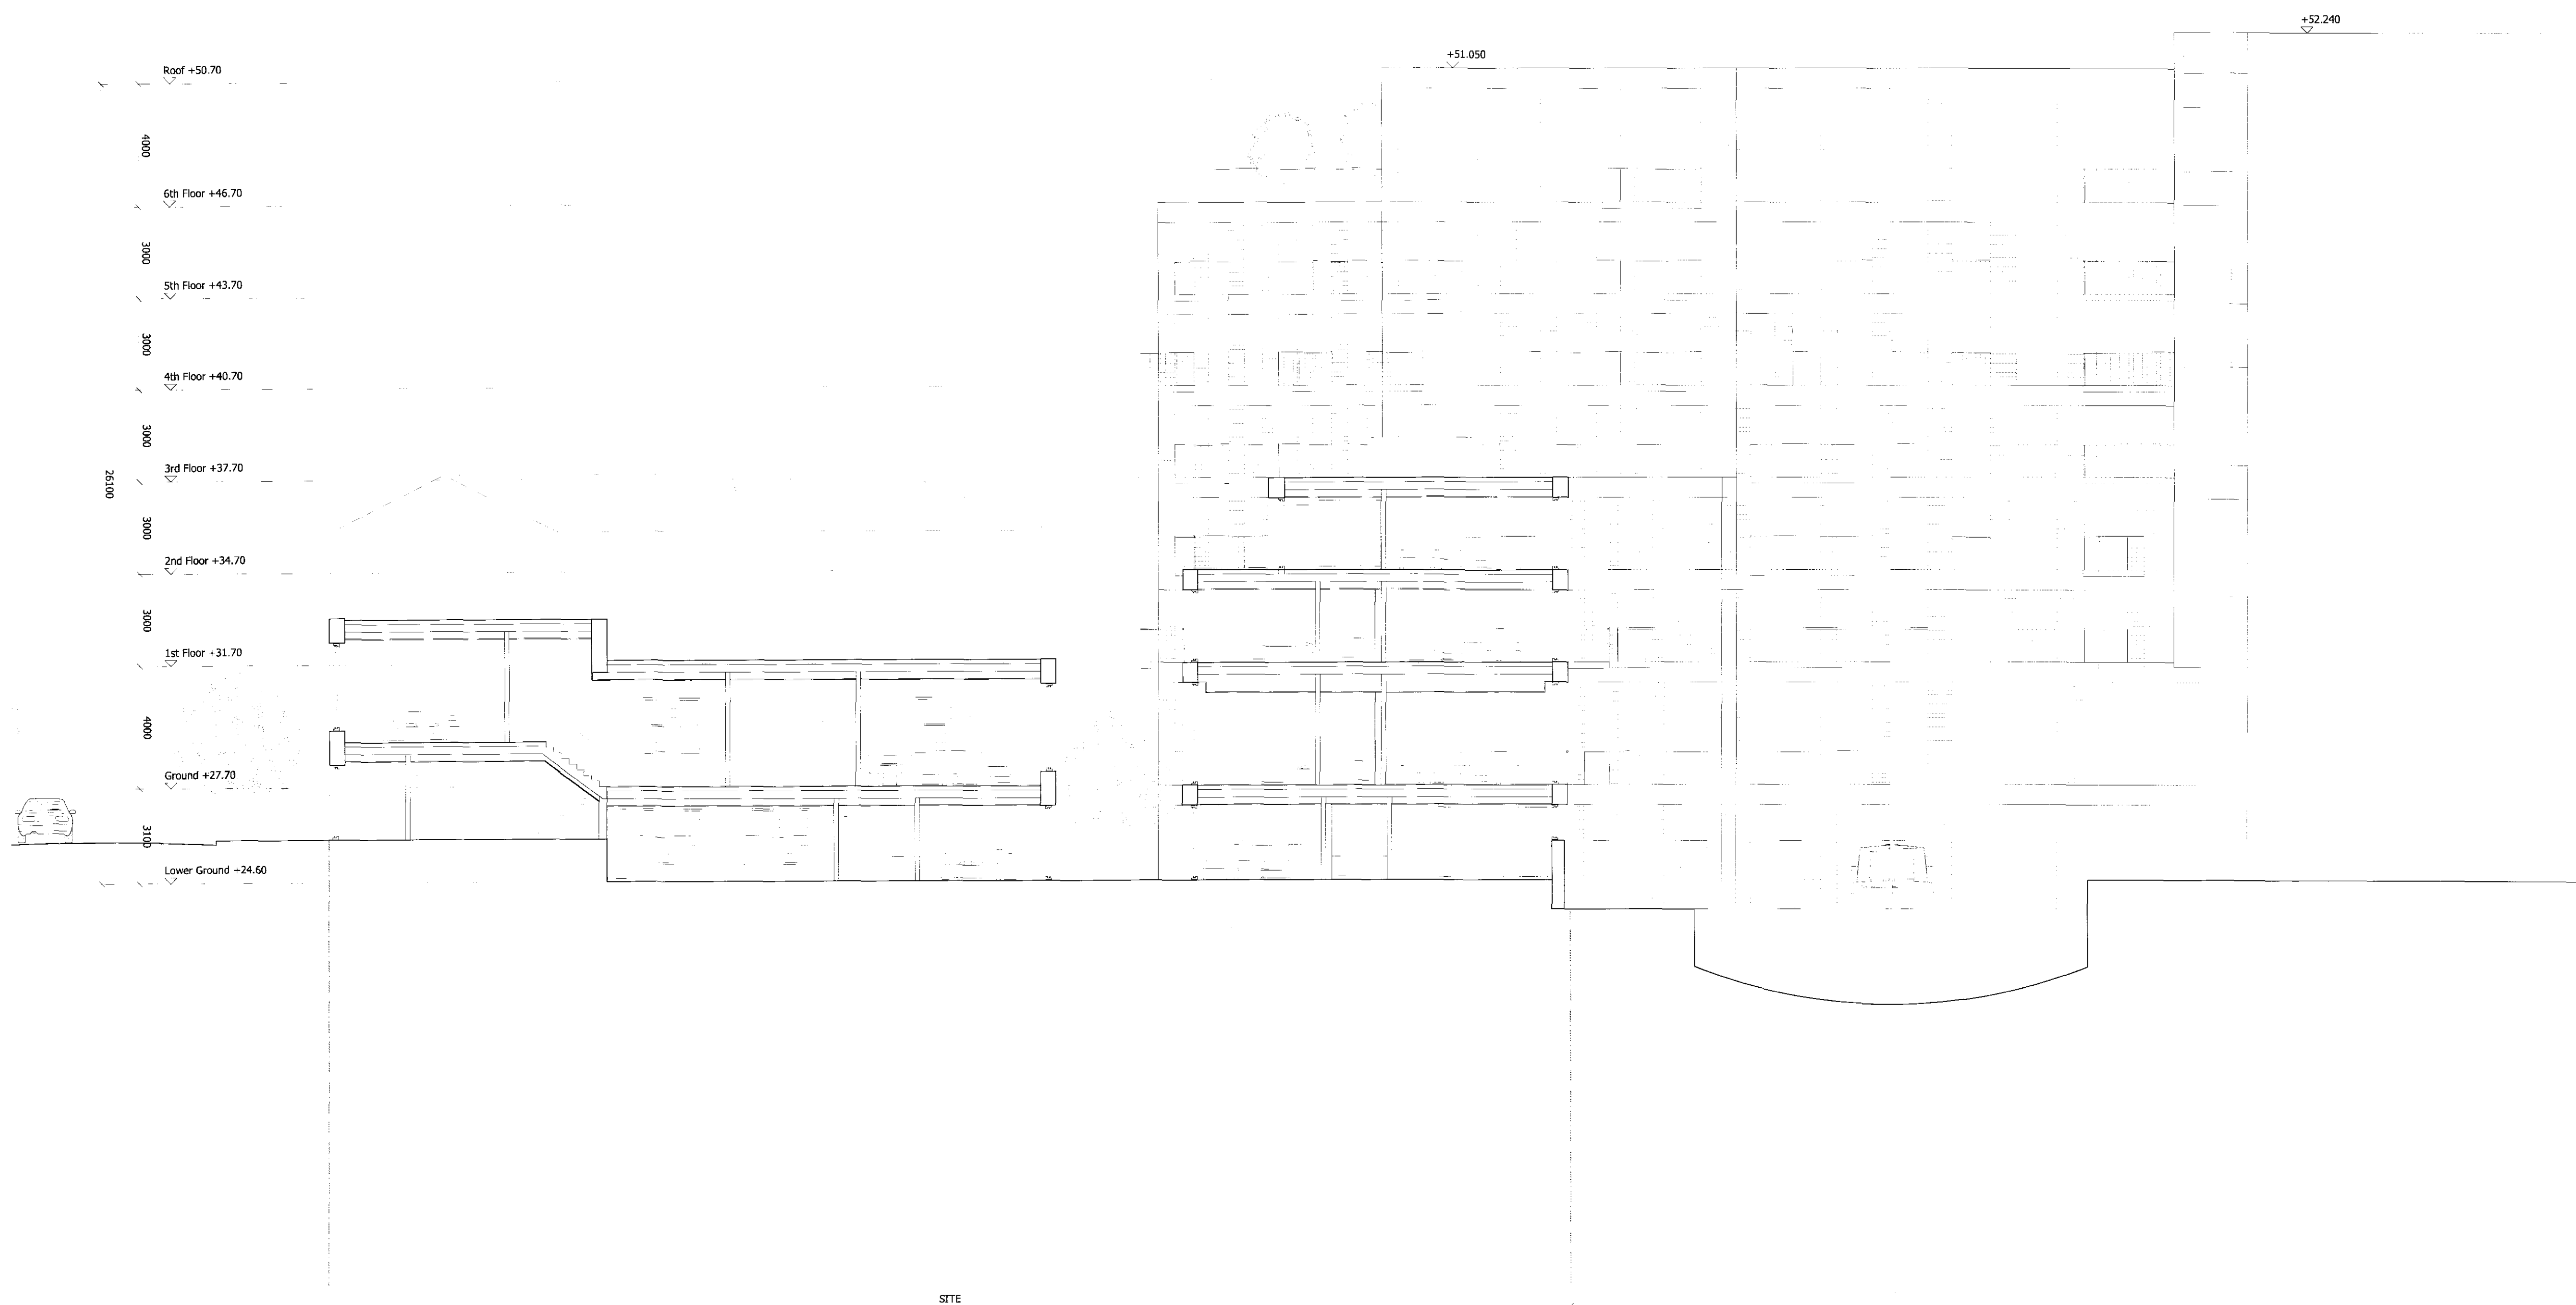 +52.240
+51.050
Roof +50.70
4000
6th Floor +46.70
3000
5th Floor +43.70
3000
4th Floor +40.70
3000
3rd Floor +37.70
26100
3000
2nd Floor +34.70
3000
1st Floor +31.70
4000
Ground +27.70
3100
Lower Ground +24.60
SITE